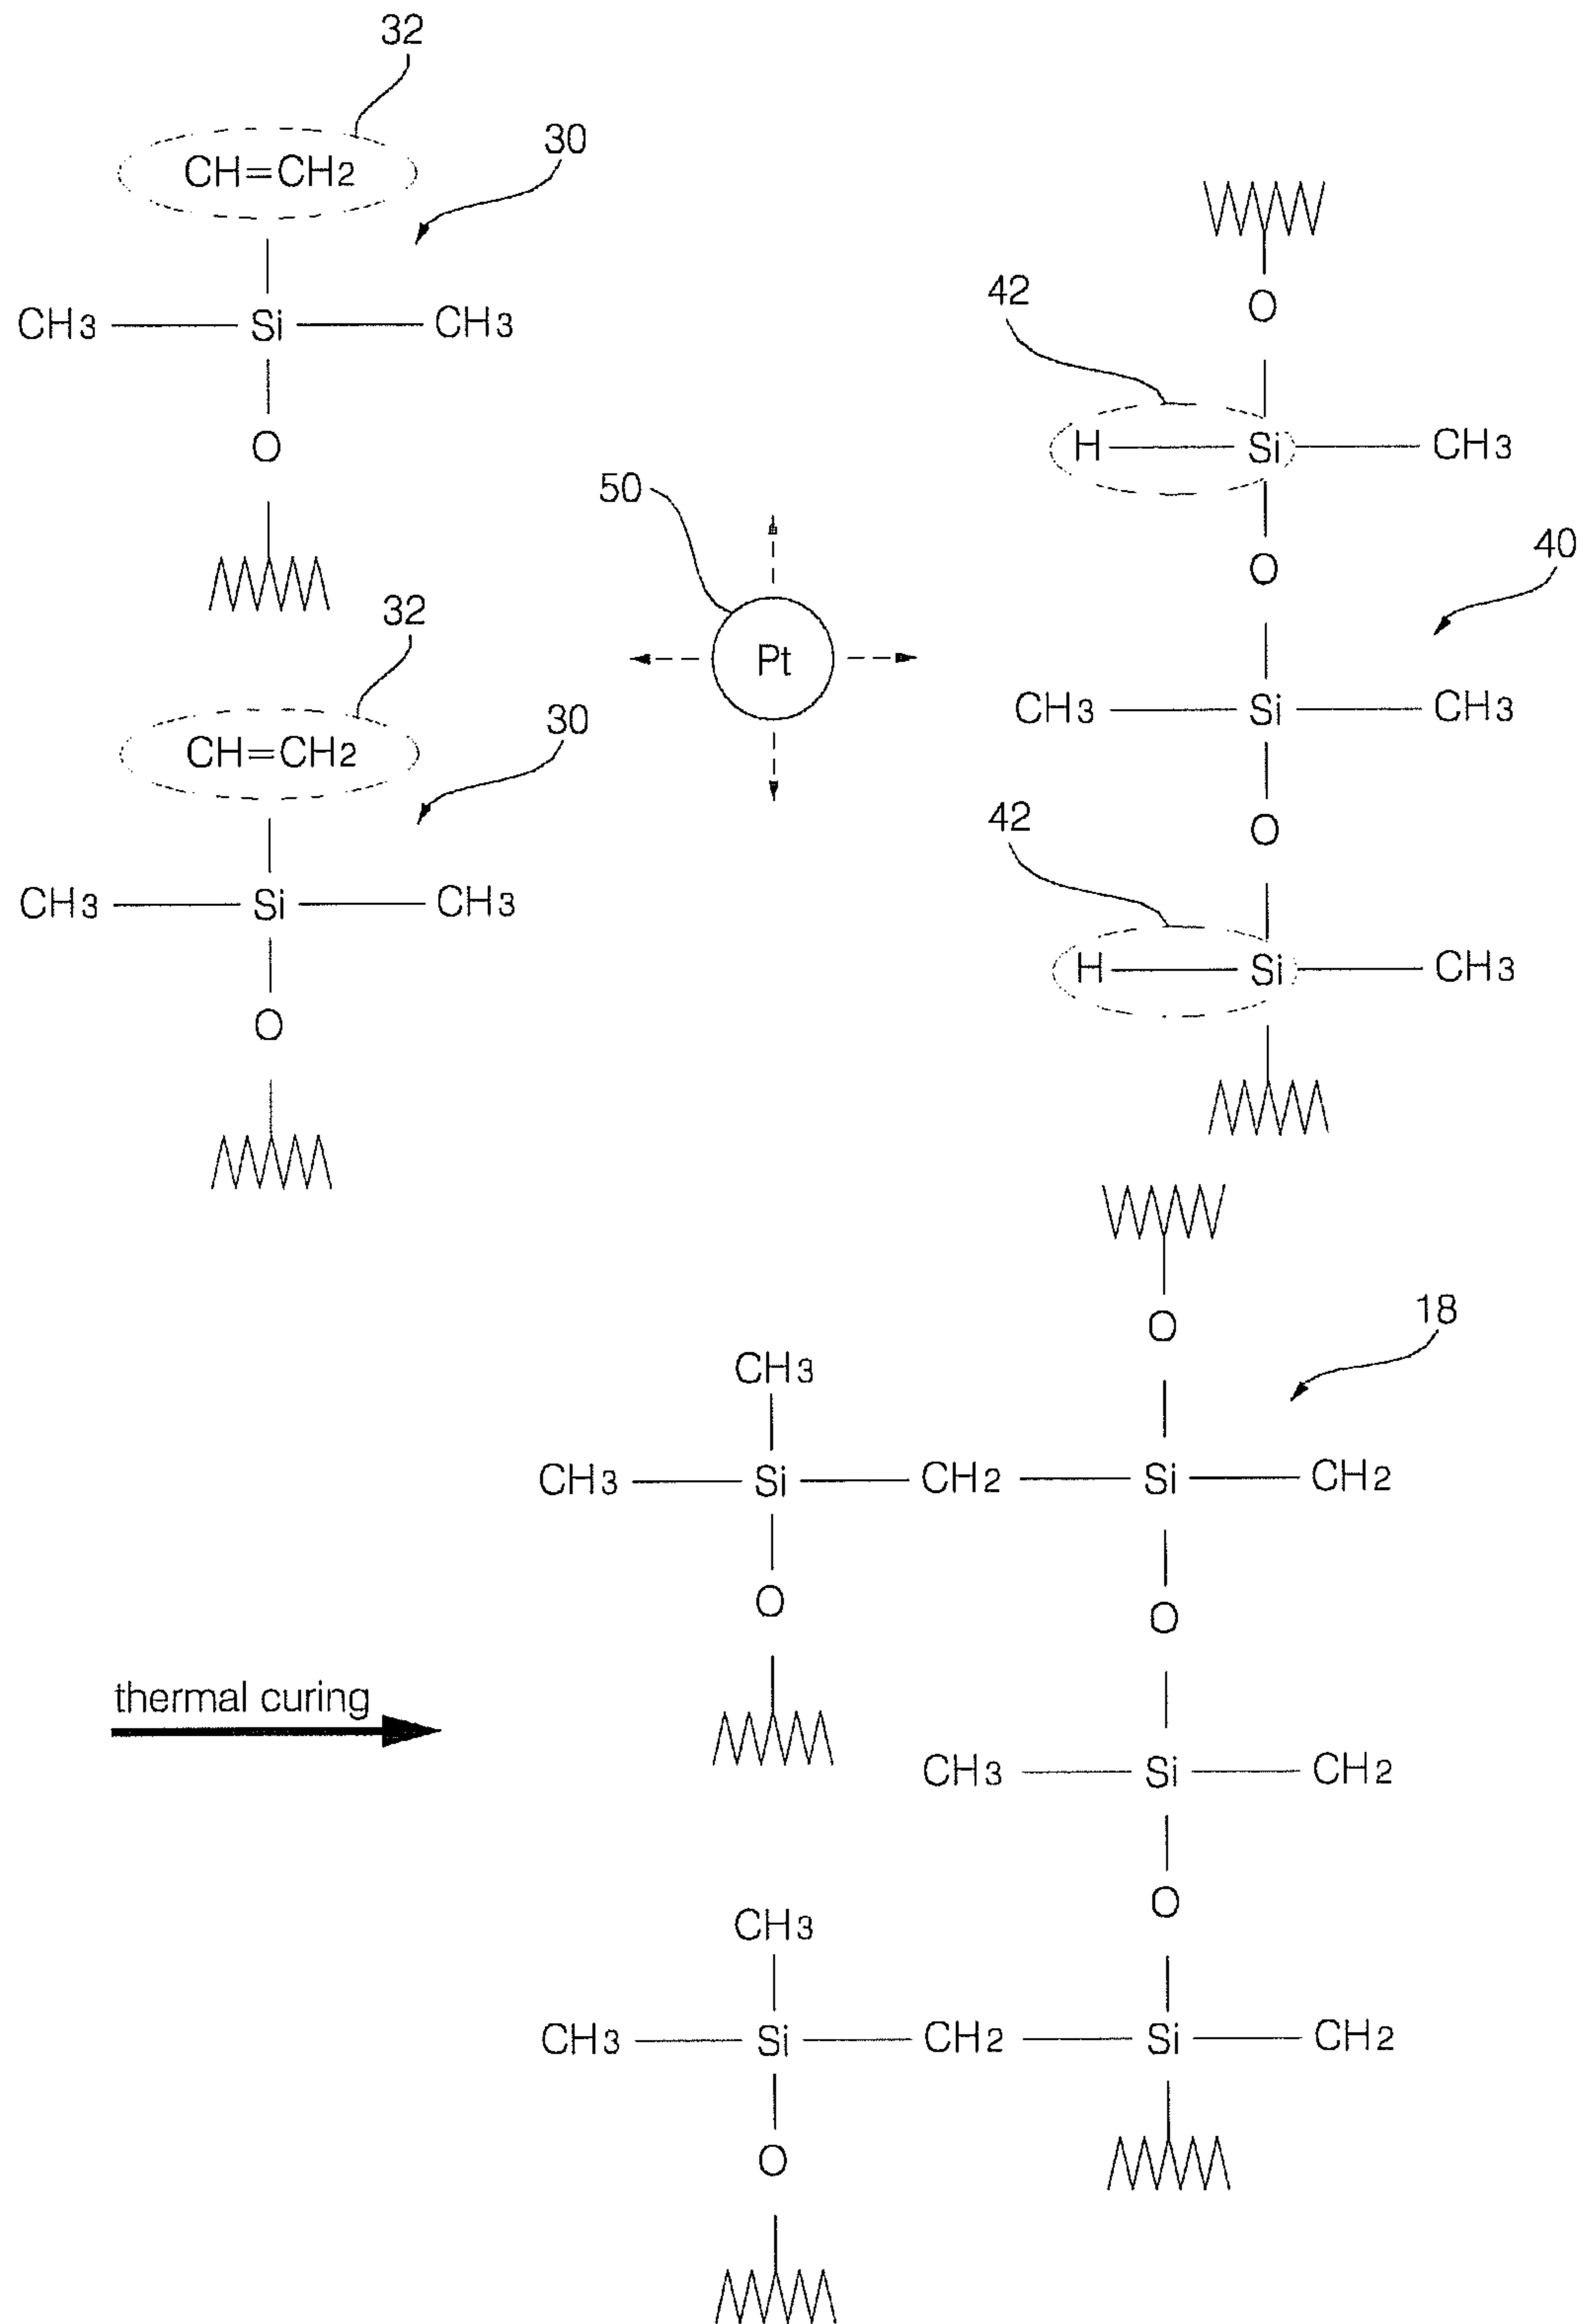 32
CH=CH2
30
CH3 Si CH3
O
32
CH=CH2
30
CH3 Si CH3
O
50
Pt
O
42
H Si CH3
O
40
CH3 Si CH3
O
42
H Si CH3
thermal curing
O
18
CH3
CH3 Si CH2 Si CH2
O O
CH3 Si CH2
O
CH3
CH3 Si CH2 Si CH2
O